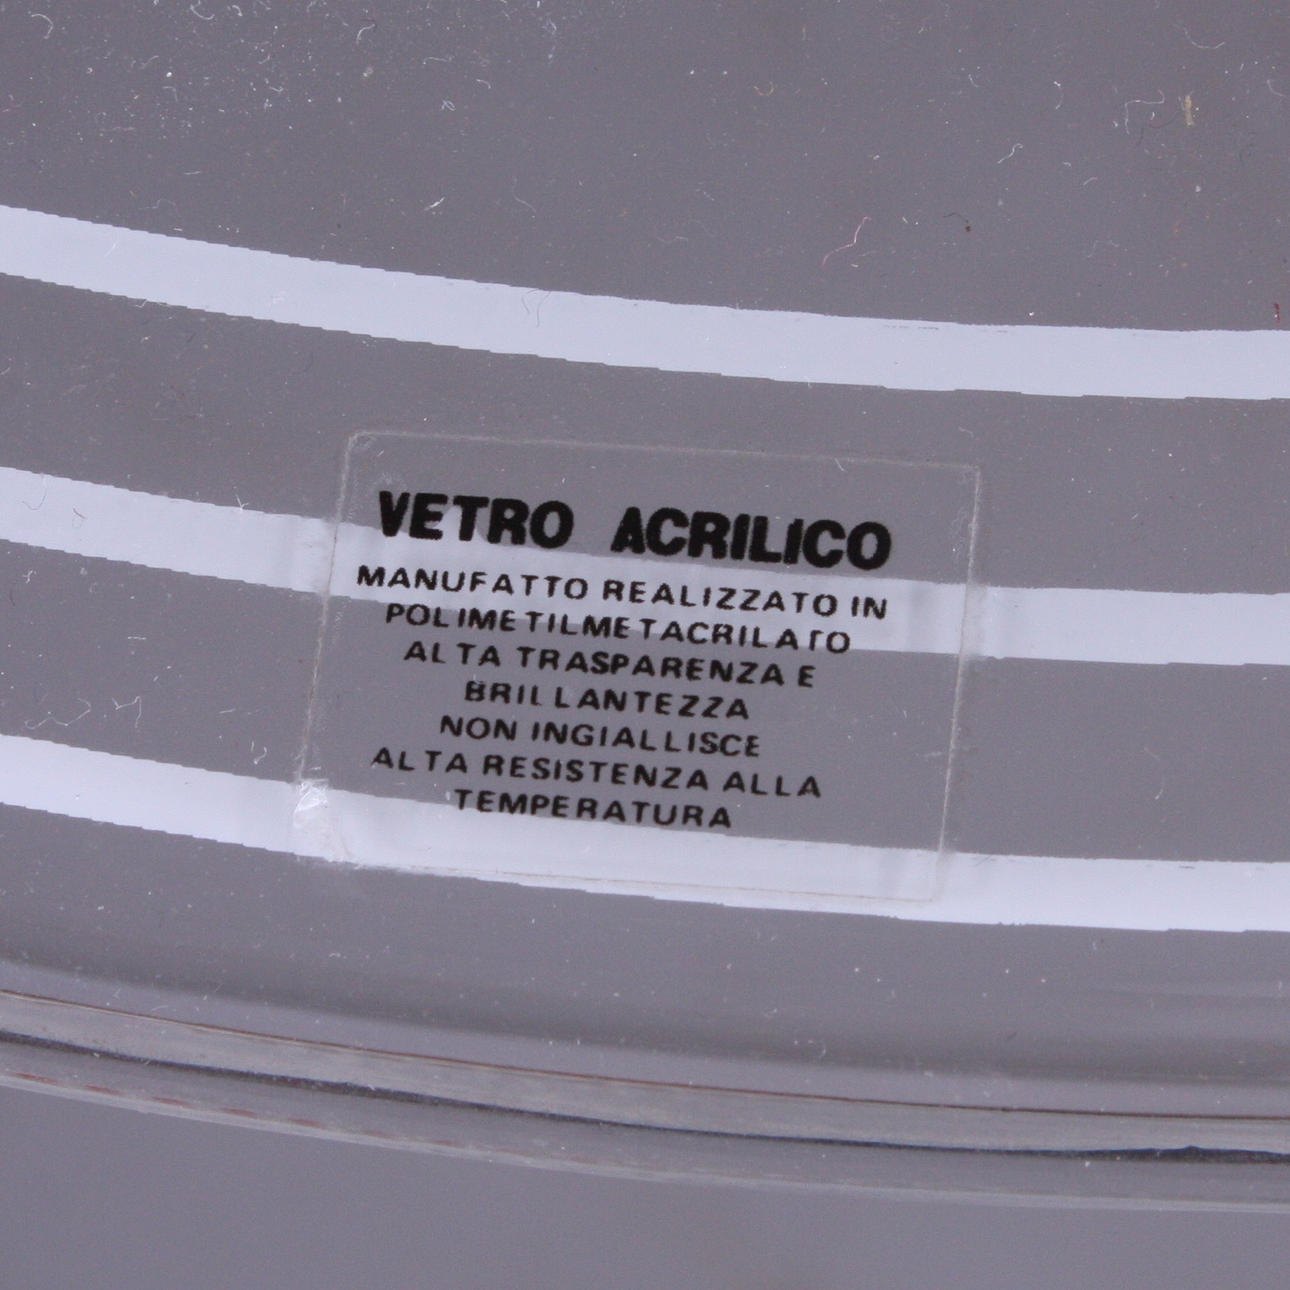 VETRO ACRILICO
MANUFATTO REALIZZATO IN
POLIMETILMETACRILATO
ALTA TRASPARENZA E
BRILLANTEZZA
NON INGIALLISCE
ALTA RESISTENZA ALLA
TEMPERATURA